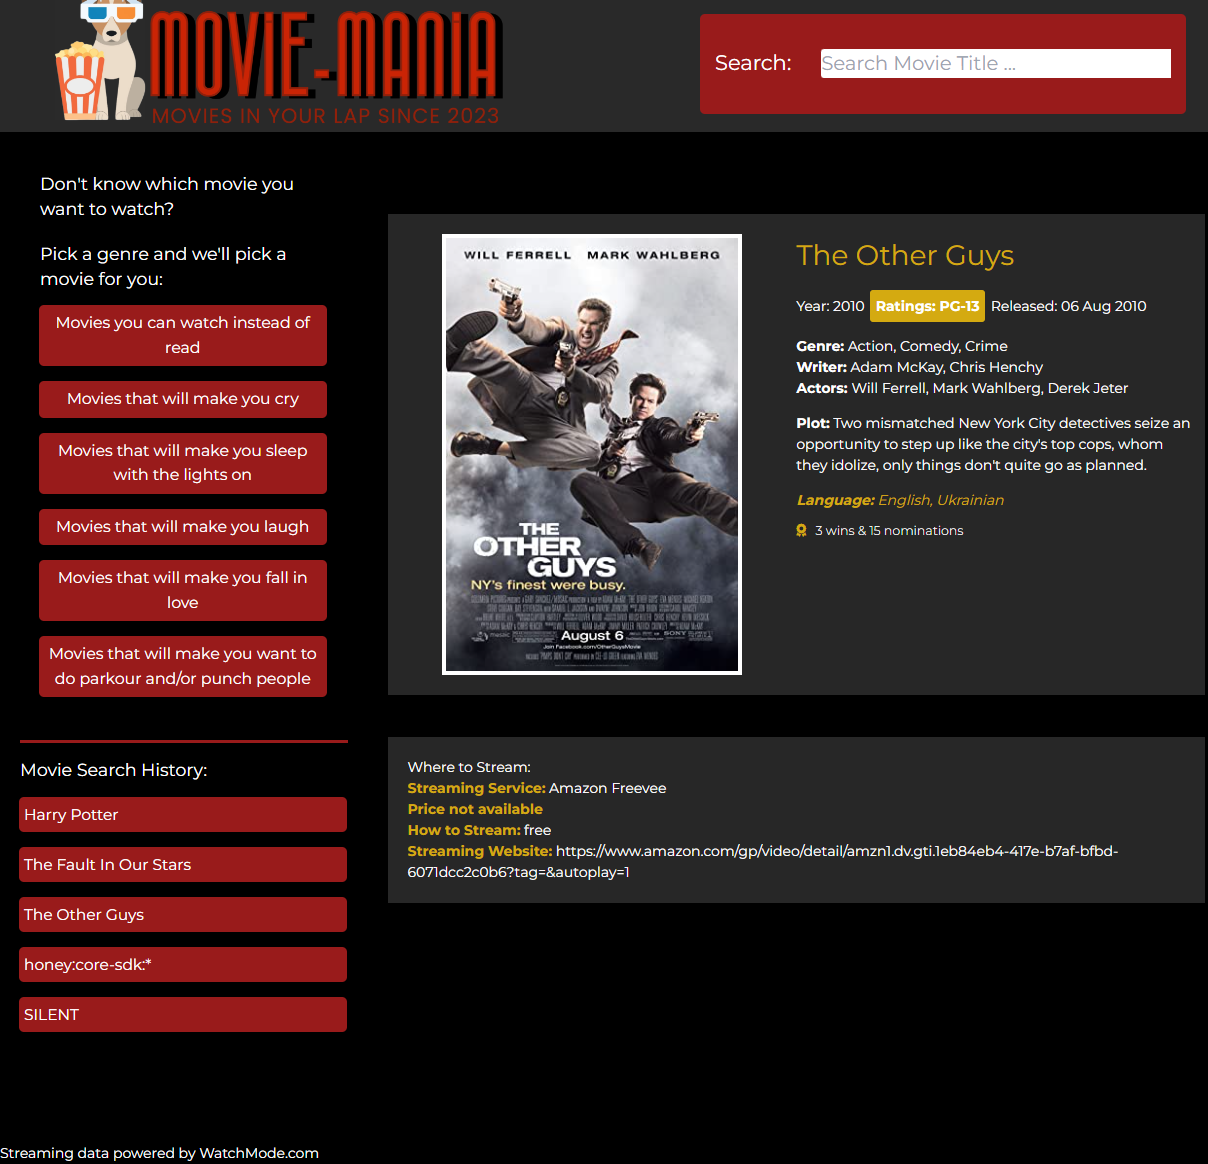 MOVIE-MANIA
MOVIES IN YOUR LAP SINCE 2023
Search:
Search Movie Title ...
Don't know which movie you
want to watch?
Pick a genre and we'll pick a
movie for you:
Movies you can watch instead of
read
Movies that will make you cry
Movies that will make you sleep
with the lights on
Movies that will make you laugh
Movies that will make you fall in
love
Movies that will make you want to
do parkour and/or punch people
Movie Search History:
Harry Potter
The Fault In Our Stars
The Other Guys
honey:core-sdk:*
SILENT
WILL FERRELL MARK WAHLBERG
THE
OTHER
GUYS
NY's finest were busy.
August 6
Join Facebook.com/OtherGuysMovie
The Other Guys
Year: 2010 Ratings: PG-13 Released: 06 Aug 2010
Genre: Action, Comedy, Crime
Writer: Adam McKay, Chris Henchy
Actors: Will Ferrell, Mark Wahlberg, Derek Jeter
Plot: Two mismatched New York City detectives seize an
opportunity to step up like the city's top cops, whom
they idolize, only things don't quite go as planned.
Language: English, Ukrainian
3 wins & 15 nominations
Where to Stream:
Streaming Service: Amazon Freevee
Price not available
How to Stream: free
Streaming Website: https://www.amazon.com/gp/video/detail/amzn1.dv.gti.1eb84eb4-417e-b7af-bfbd-
6071dcc2c0b6?tag=&autoplay=1
Streaming data powered by WatchMode.com